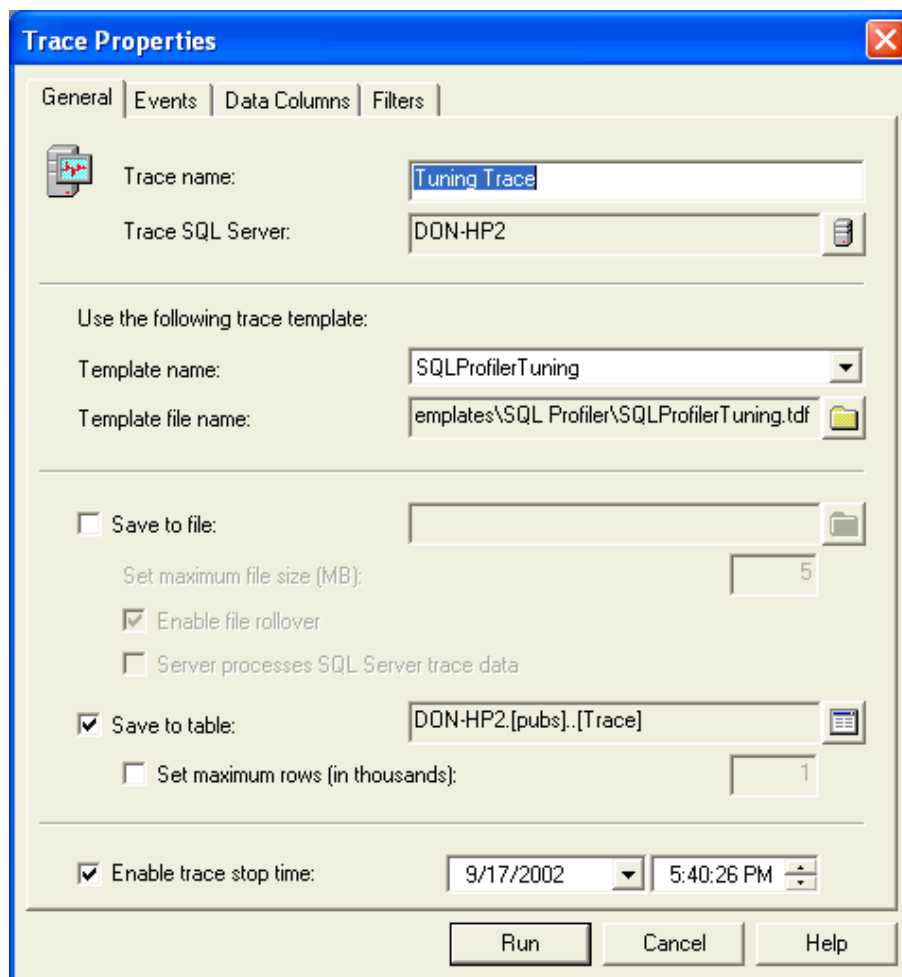 Trace Properties
General Events Data Columns Filters
Trace name: Tuning Trace
Trace SQL Server: DON-HP2
Use the following trace template:
Template name: SQLProfilerTuning
Template file name: emplates\SQL Profiler\SQLProfilerTuning.tdf
Save to file:
Set maximum file size (MB): 5
Enable file rollover
Server processes SQL Server trace data
Save to table: DON-HP2.[pubs]..[Trace]
Set maximum rows (in thousands): 1
Enable trace stop time: 9/17/2002 5:40:26 PM
Run Cancel Help